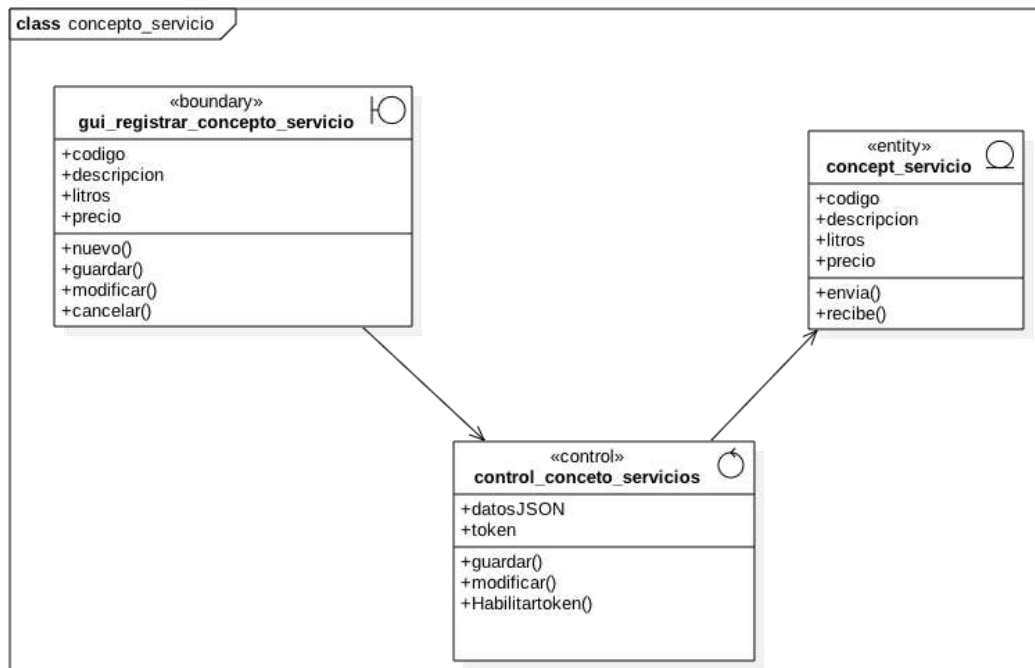 class concepto_servicio
«boundary»
gui_registrar_concepto_servicio
+codigo
+descripcion
+litros
+precio
+nuevo()
+guardar()
+modificar()
+cancelar()
«entity»
concept_servicio
+codigo
+descripcion
+litros
+precio
+envia()
+recibe()
«control»
control_conceto_servicios
+datosJSON
+token
+guardar()
+modificar()
+Habilitartoken()